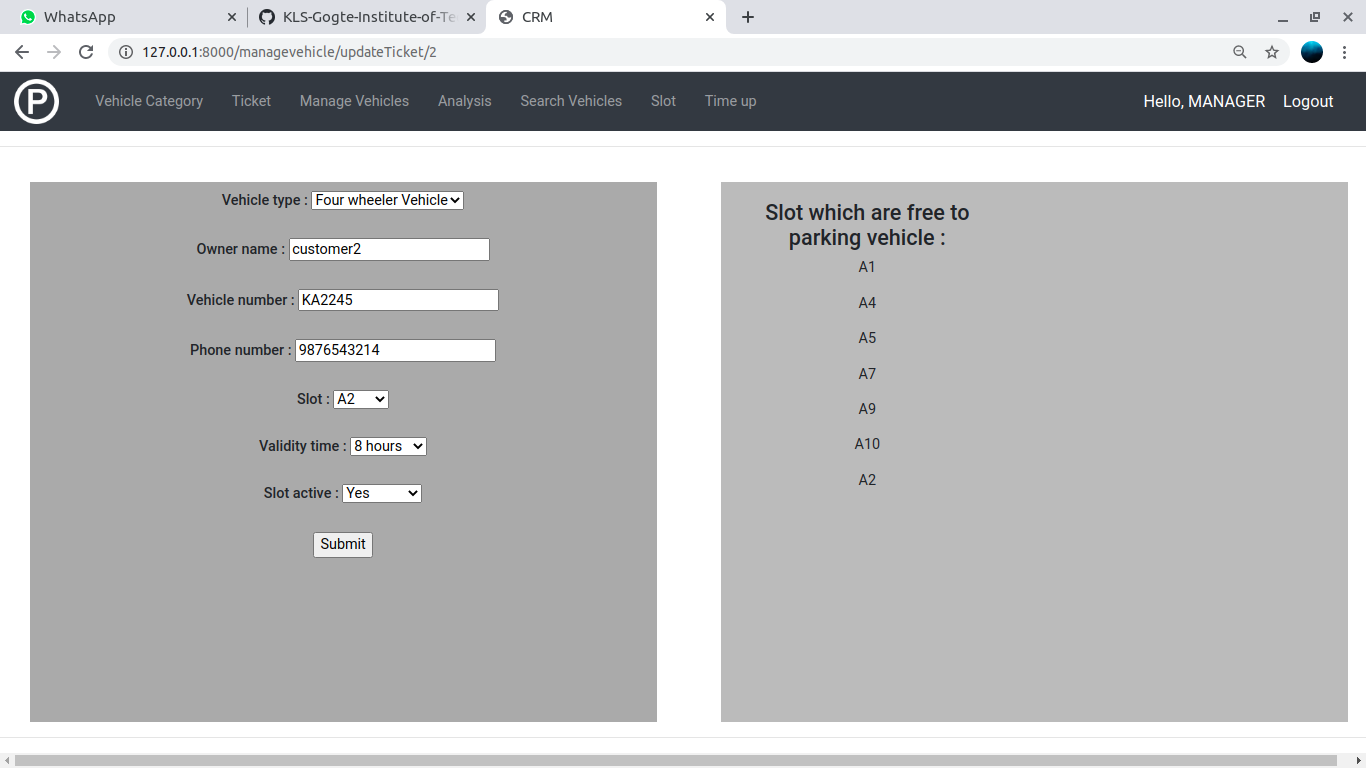 WhatsApp
KLS-Gogte-Institute-of-Te
CRM
127.0.0.1:8000/managevehicle/updateTicket/2
P
Vehicle Category
Ticket
Manage Vehicles
Analysis
Search Vehicles
Slot
Time up
Hello, MANAGER
Logout
Vehicle type : Four wheeler Vehicle
Owner name : customer2
Vehicle number : KA2245
Phone number : 9876543214
Slot : A2
Validity time : 8 hours
Slot active : Yes
Submit
Slot which are free to
parking vehicle :
A1
A4
A5
A7
A9
A10
A2